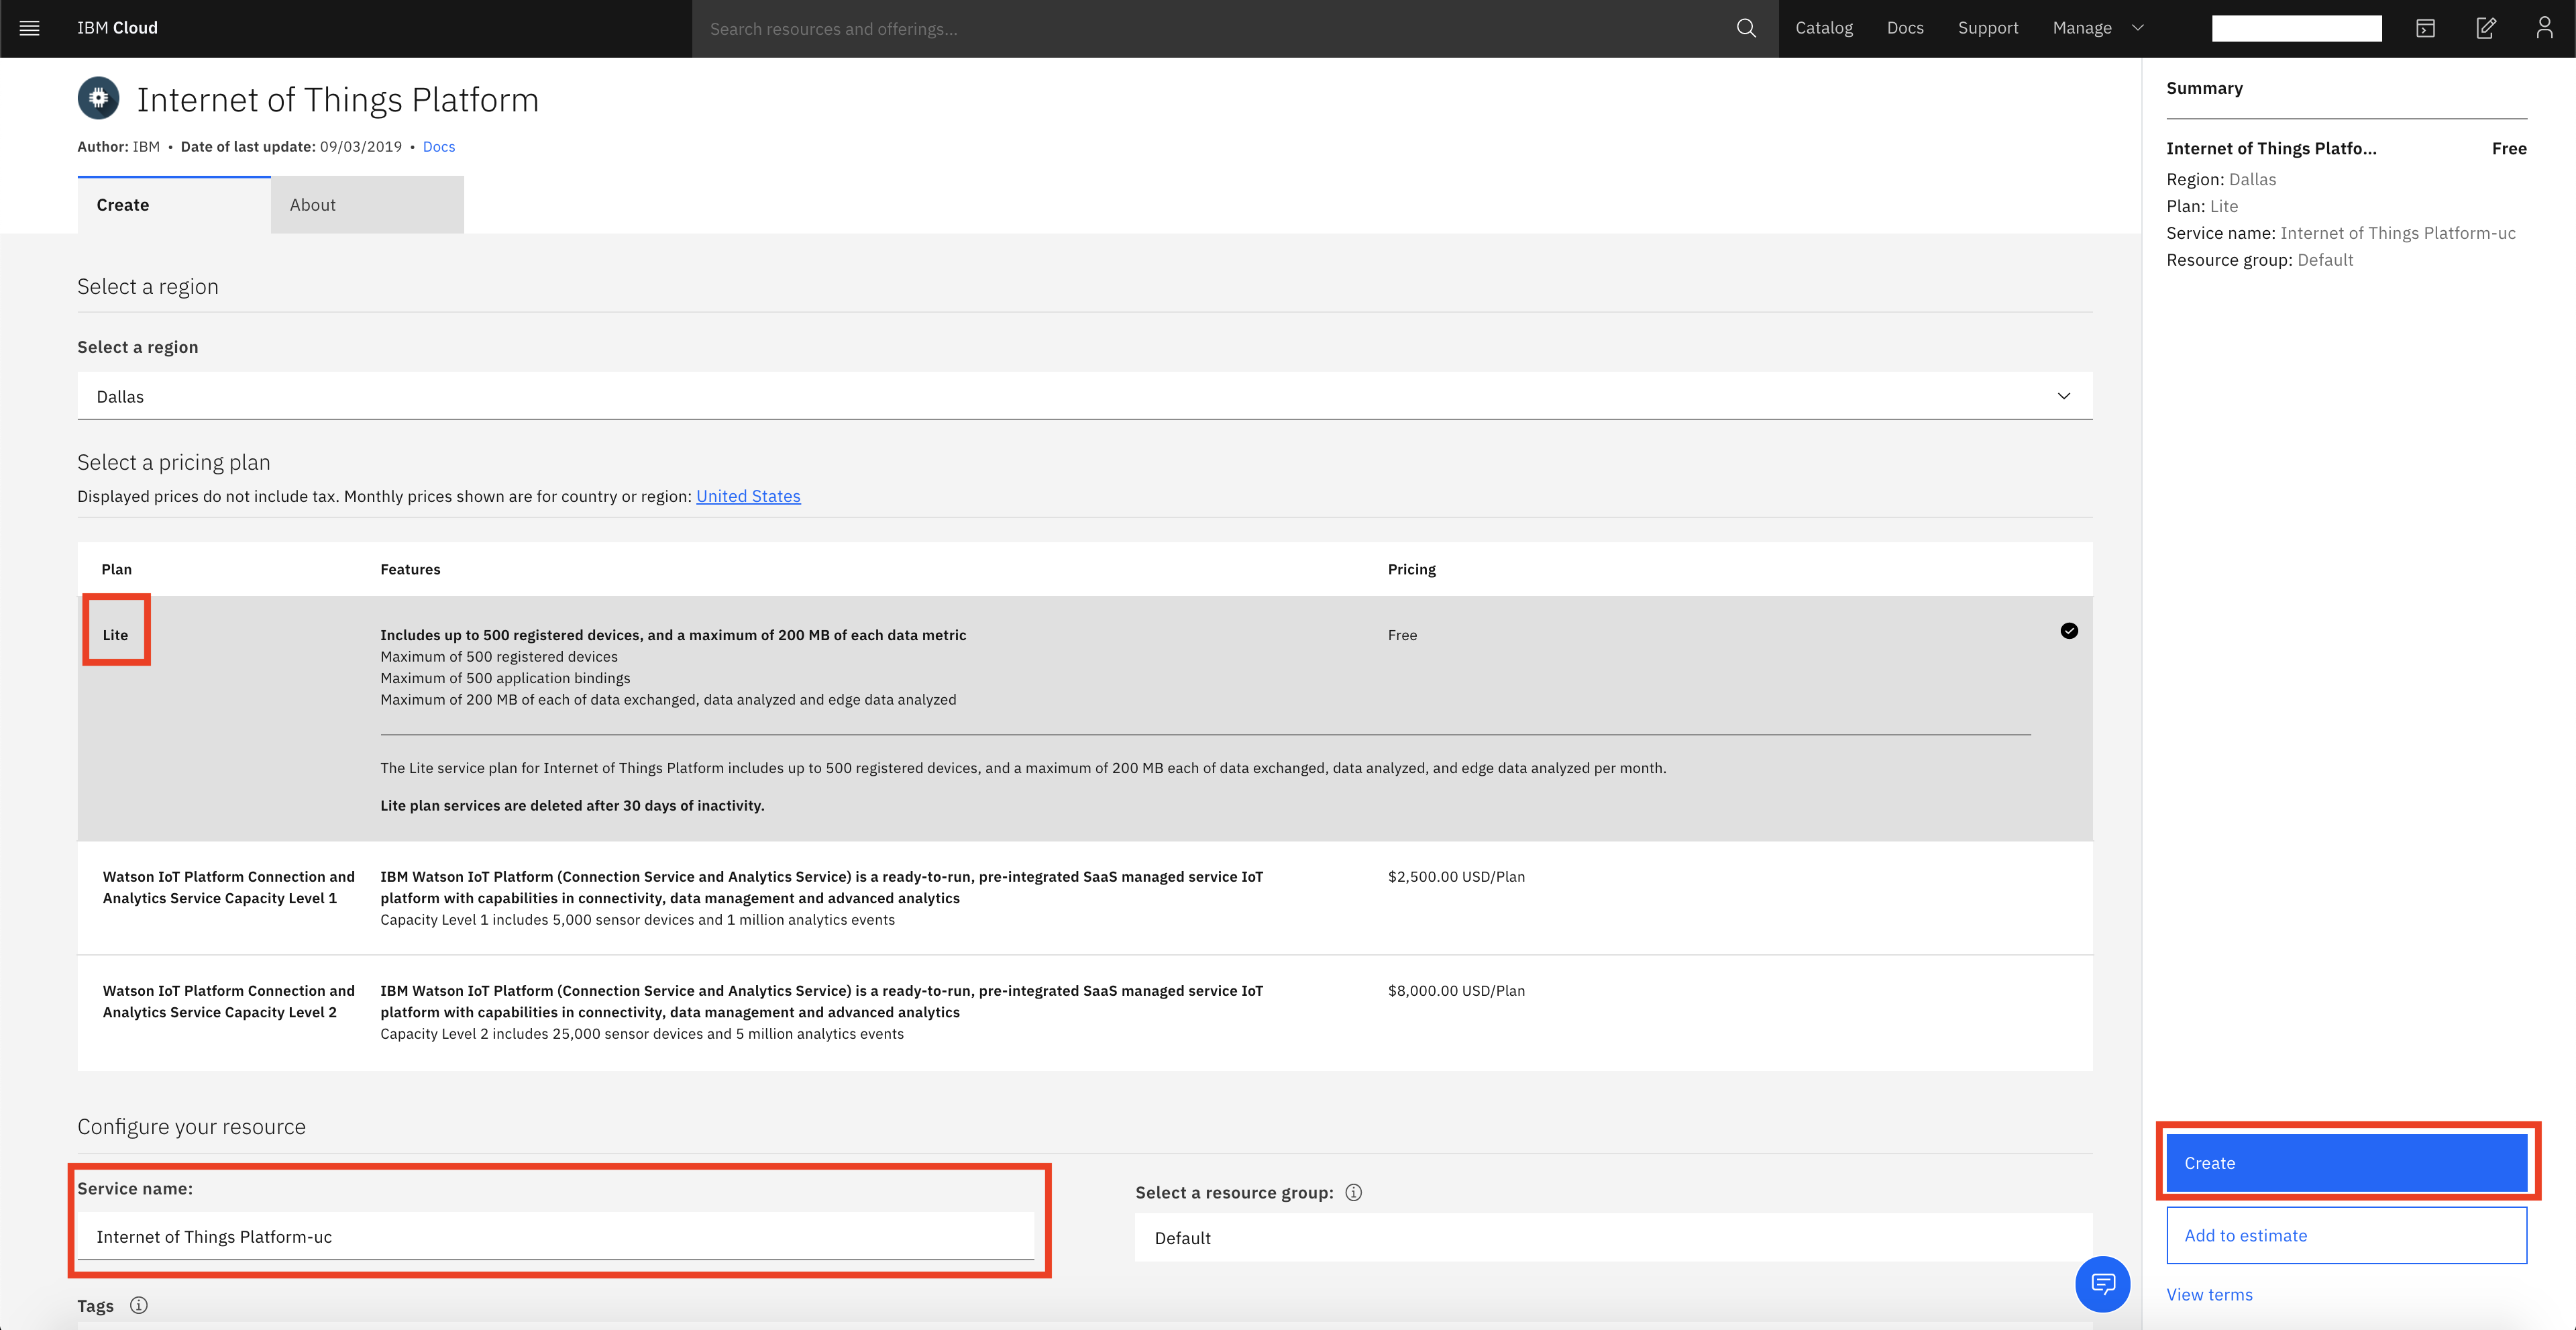 IBM Cloud
Search resources and offerings...
Catalog
Docs
Support
Manage
Internet of Things Platform
Author: IBM • Date of last update: 09/03/2019 • Docs
Create
About
Select a region
Select a region
Dallas
Select a pricing plan
Displayed prices do not include tax. Monthly prices shown are for country or region: United States
Plan
Features
Pricing
Lite
Includes up to 500 registered devices, and a maximum of 200 MB of each data metric
Free
Maximum of 500 registered devices
Maximum of 500 application bindings
Maximum of 200 MB of each of data exchanged, data analyzed and edge data analyzed
The Lite service plan for Internet of Things Platform includes up to 500 registered devices, and a maximum of 200 MB each of data exchanged, data analyzed, and edge data analyzed per month.
Lite plan services are deleted after 30 days of inactivity.
Watson IoT Platform Connection and
Analytics Service Capacity Level 1
IBM Watson IoT Platform (Connection Service and Analytics Service) is a ready-to-run, pre-integrated SaaS managed service IoT
platform with capabilities in connectivity, data management and advanced analytics
Capacity Level 1 includes 5,000 sensor devices and 1 million analytics events
$2,500.00 USD/Plan
Watson IoT Platform Connection and
Analytics Service Capacity Level 2
IBM Watson IoT Platform (Connection Service and Analytics Service) is a ready-to-run, pre-integrated SaaS managed service IoT
platform with capabilities in connectivity, data management and advanced analytics
Capacity Level 2 includes 25,000 sensor devices and 5 million analytics events
$8,000.00 USD/Plan
Configure your resource
Service name:
Internet of Things Platform-uc
Select a resource group:
Default
Tags
Summary
Internet of Things Platfo...
Free
Region: Dallas
Plan: Lite
Service name: Internet of Things Platform-uc
Resource group: Default
Create
Add to estimate
View terms